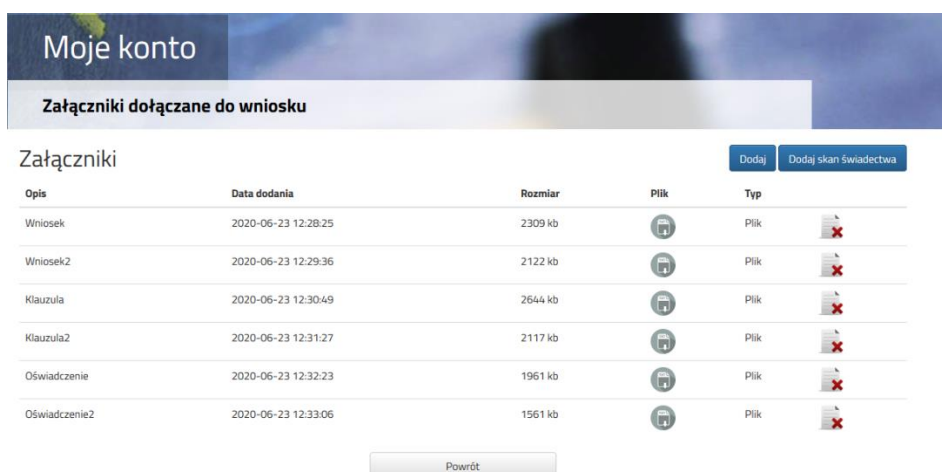 Moje konto
Załączniki dołączane do wniosku
Załączniki Dodaj Dodaj skan świadectwa
Opis Data dodania Rozmiar Plik Typ
Wniosek 2020-06-23 12:28:25 2309 kb Plik
Wniosek2 2020-06-23 12:29:36 2122 kb Plik
Klauzula 2020-06-23 12:30:49 2644 kb Plik
Klauzula2 2020-06-23 12:31:27 2117 kb Plik
Oświadczenie 2020-06-23 12:32:23 1961 kb Plik
Oświadczenie2 2020-06-23 12:33:06 1561 kb Plik
Powrót